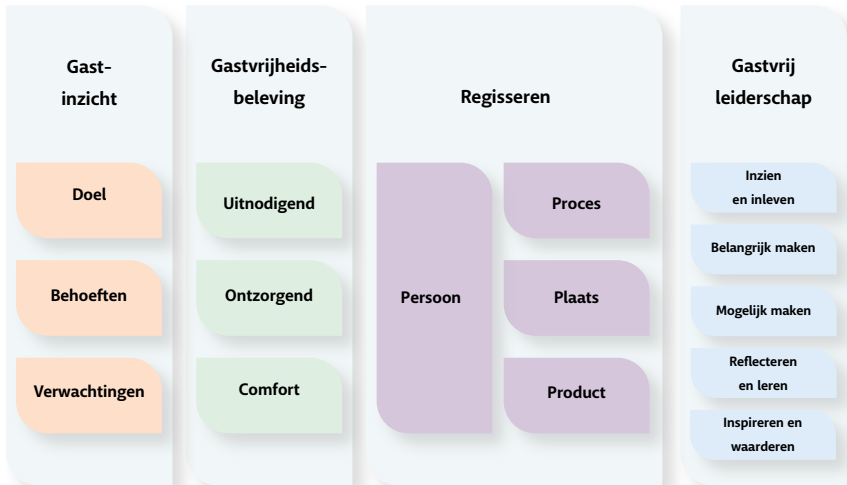 Gast-
inzicht
Doel
Behoeften
Verwachtingen
Gastvrijheids-
beleving
Uitnodigend
Ontzorgend
Comfort
Regisseren
Persoon
Proces
Plaats
Product
Gastvrij
leiderschap
Inzien
en inleven
Belangrijk maken
Mogelijk maken
Reflecteren
en leren
Inspireren en
waarderen